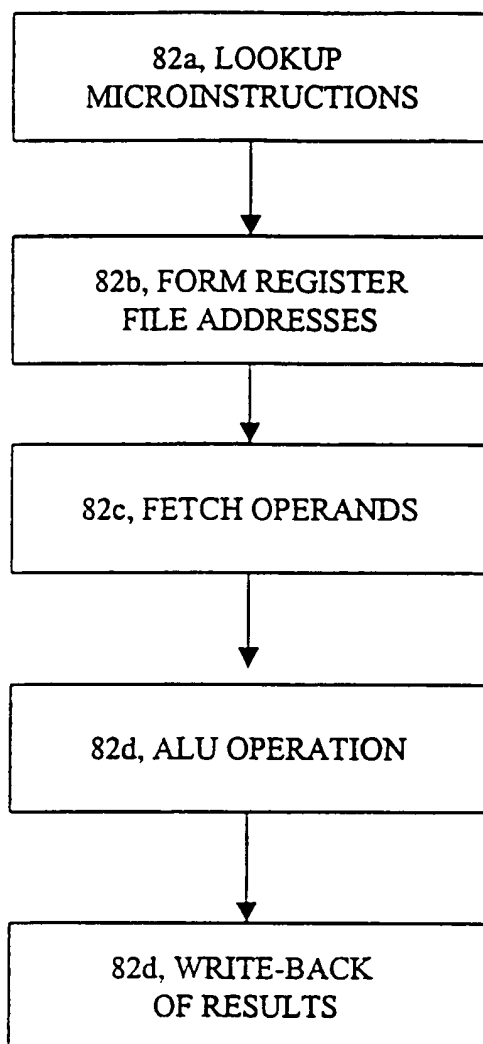 82a, LOOKUP
MICROINSTRUCTIONS
82b, FORM REGISTER
FILE ADDRESSES
82c, FETCH OPERANDS
82d, ALU OPERATION
82d, WRITE-BACK
OF RESULTS